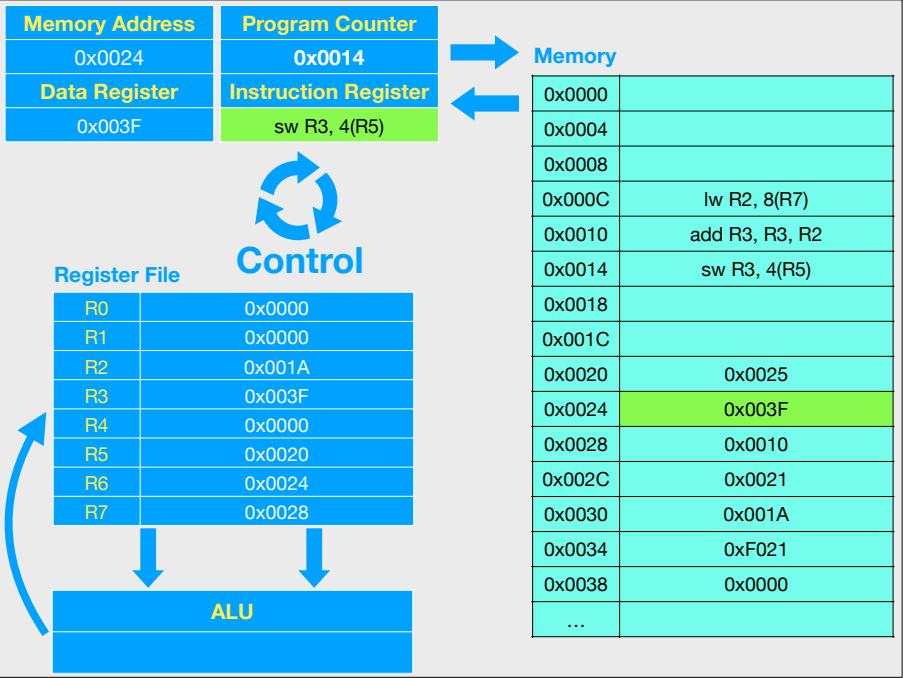 Memory Address Program Counter
0x0024 0x0014
Data Register Instruction Register
0x003F sw R3, 4(R5)
Control
Register File
R0 0x0000
R1 0x0000
R2 0x001A
R3 0x003F
R4 0x0000
R5 0x0020
R6 0x0024
R7 0x0028
ALU
Memory
0x0000
0x0004
0x0008
0x000C lw R2, 8(R7)
0x0010 add R3, R3, R2
0x0014 sw R3, 4(R5)
0x0018
0x001C
0x0020 0x0025
0x0024 0x003F
0x0028 0x0010
0x002C 0x0021
0x0030 0x001A
0x0034 0xF021
0x0038 0x0000
…